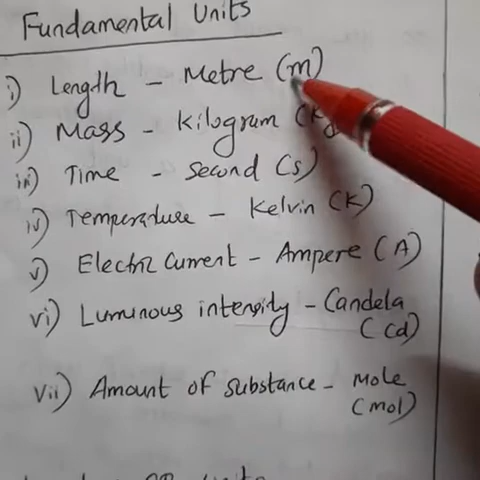 Fundamental Units
i) Length - Metre (m)
ii) Mass - Kilogram (K
iii) Time - Second (s)
iv) Temperature - Kelvin (K)
v) Electric Current - Ampere (A)
vi) Luminous intensity - Candela
(cd)
vii) Amount of substance - Mole
(mol)
units